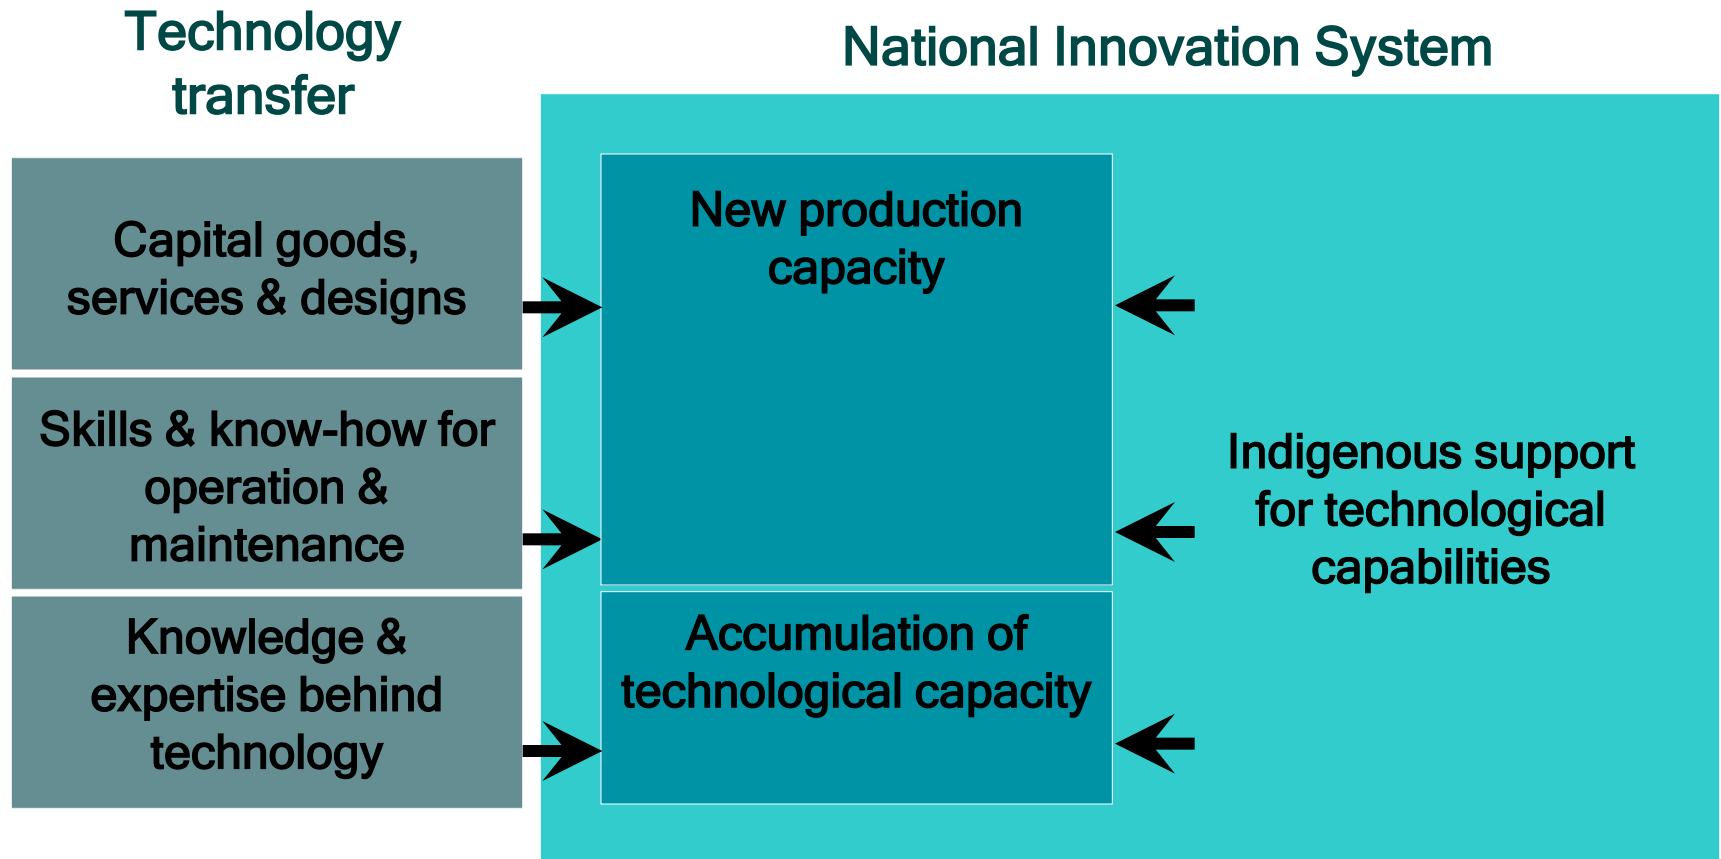 Technology
transfer
National Innovation System
Capital goods,
services & designs
Skills & know-how for
operation &
maintenance
Knowledge &
expertise behind
technology
New production
capacity
Accumulation of
technological capacity
Indigenous support
for technological
capabilities